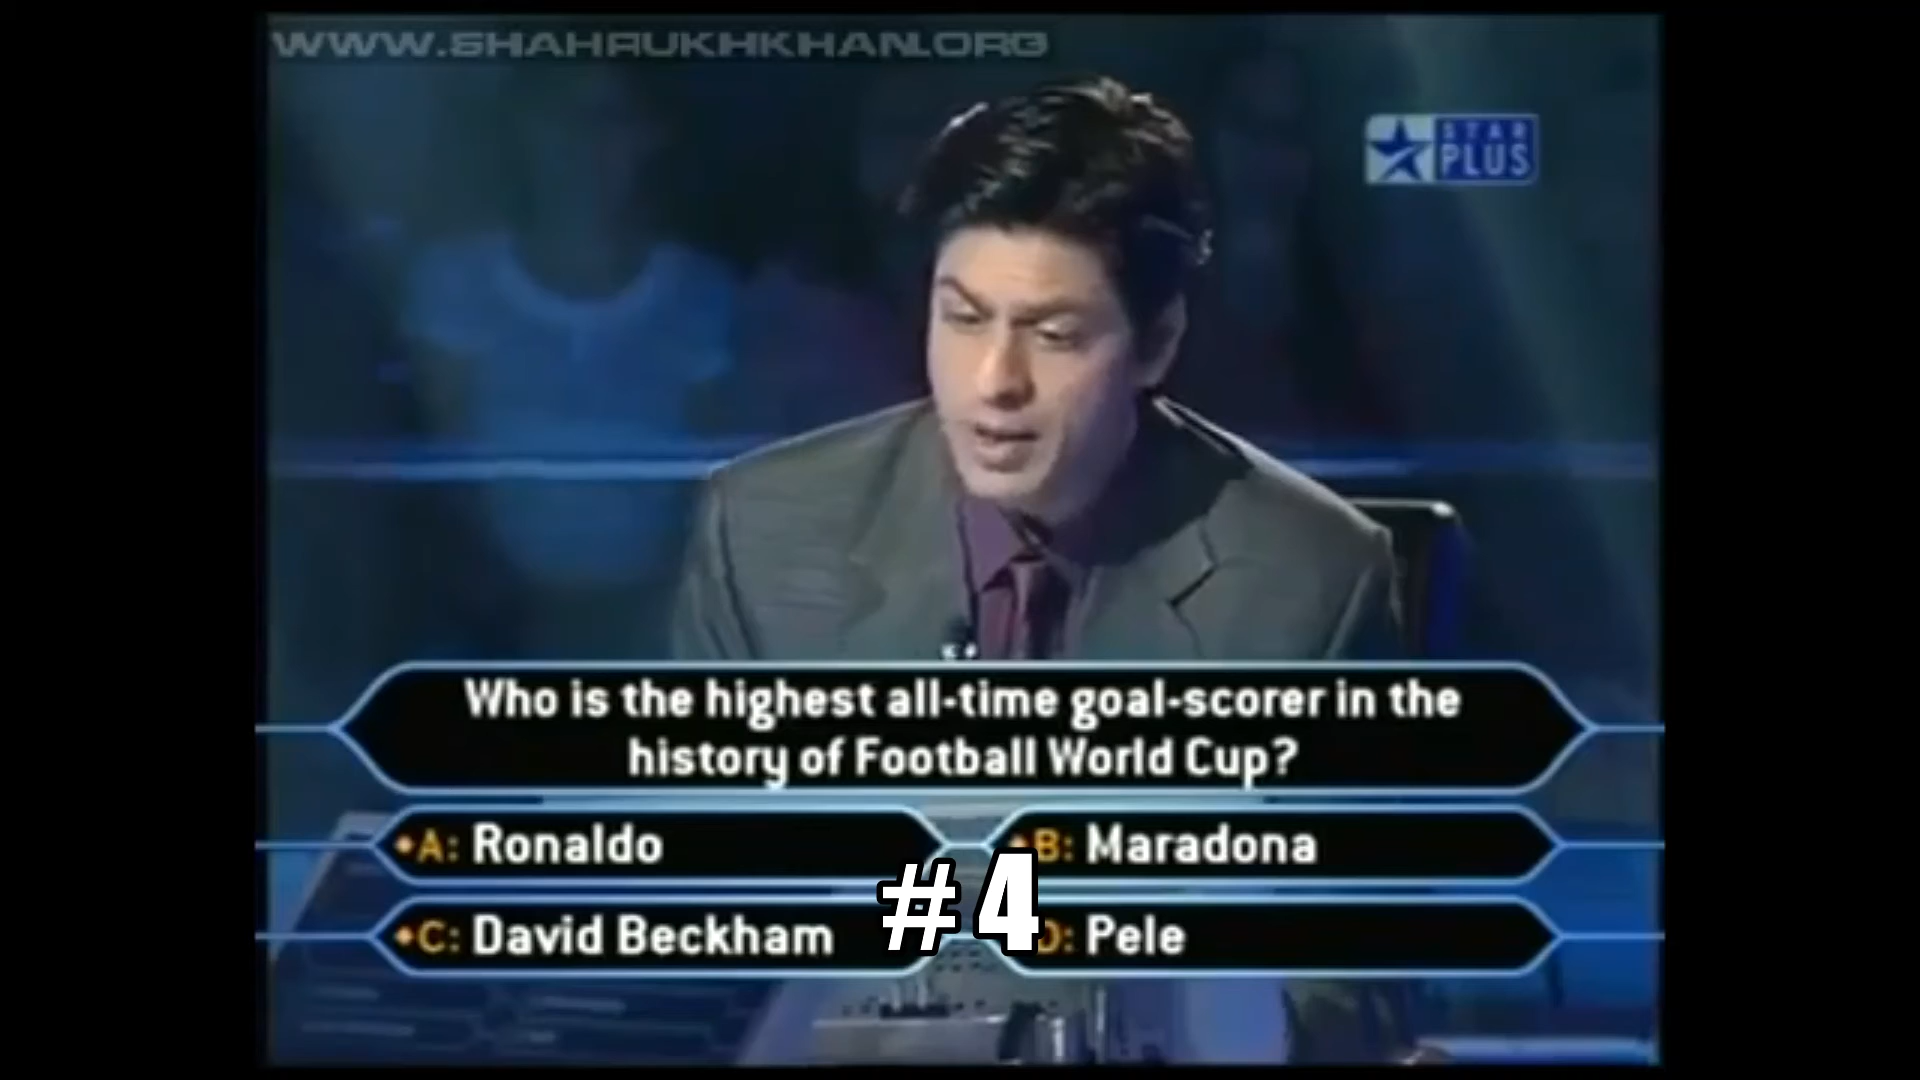 WWW.SHAHRUKHKHAN.ORG
STAR
PLUS
Who is the highest all-time goal-scorer in the
history of Football World Cup?
A: Ronaldo
B: Maradona
#4
C: David Beckham
D: Pele